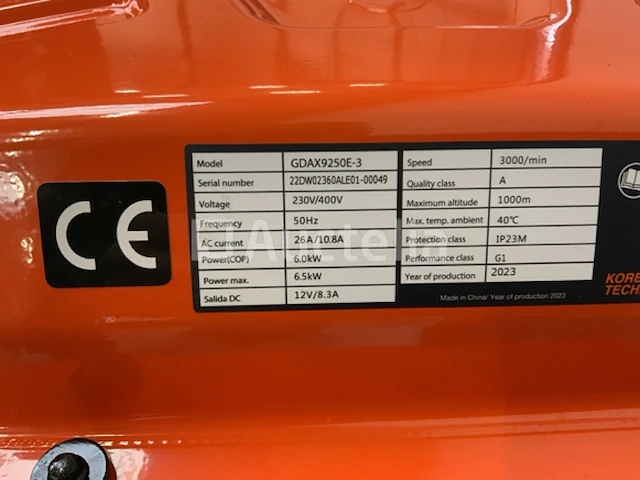 CE
Model GDAX9250E-3
Serial number 22DW02360ALE01-00049
Voltage 230V/400V
Frequency 50Hz
AC current 26A/10.8A
Power(COP) 6.0kW
Power max. 6.5kW
Salida DC 12V/8.3A
Speed 3000/min
Quality class A
Maximum altitude 1000m
Max. temp. ambient 40℃
Protection class IP23M
Performance class G1
Year of production 2023
Made in China/ Year of production 2023
KORE
TECH
Auctelia